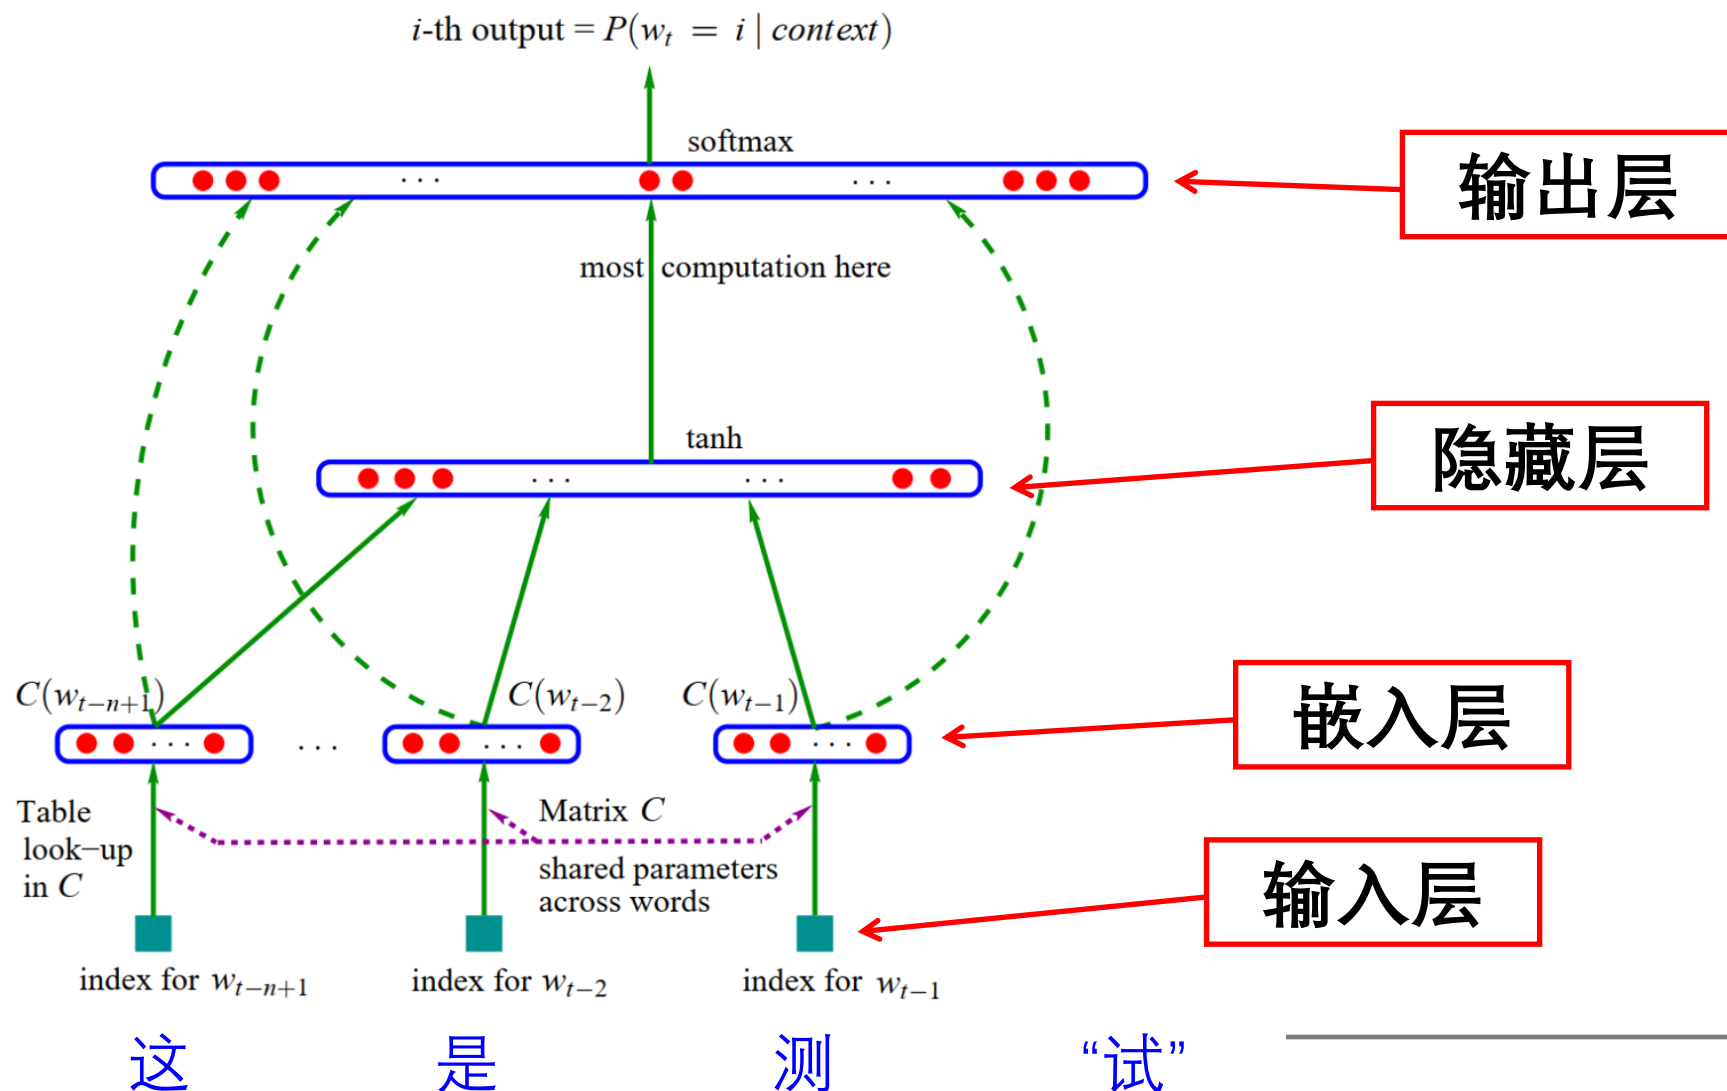 i-th output = P(w_t = i | context)
softmax
··· ···
输出层
most computation here
tanh
··· ···
隐藏层
C(w_{t−n+1}) C(w_{t−2}) C(w_{t−1})
··· ··· ··· ···
嵌入层
Table
look−up
in C
Matrix C
shared parameters
across words
输入层
index for w_{t−n+1} index for w_{t−2} index for w_{t−1}
这 是 测 “试”